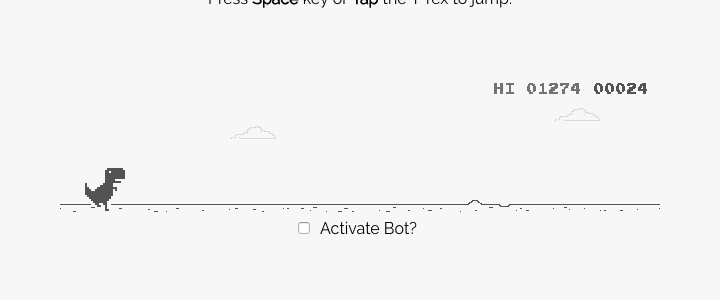 Press Space key or Tap the T-rex to jump.
HI 01274 00024
Activate Bot?